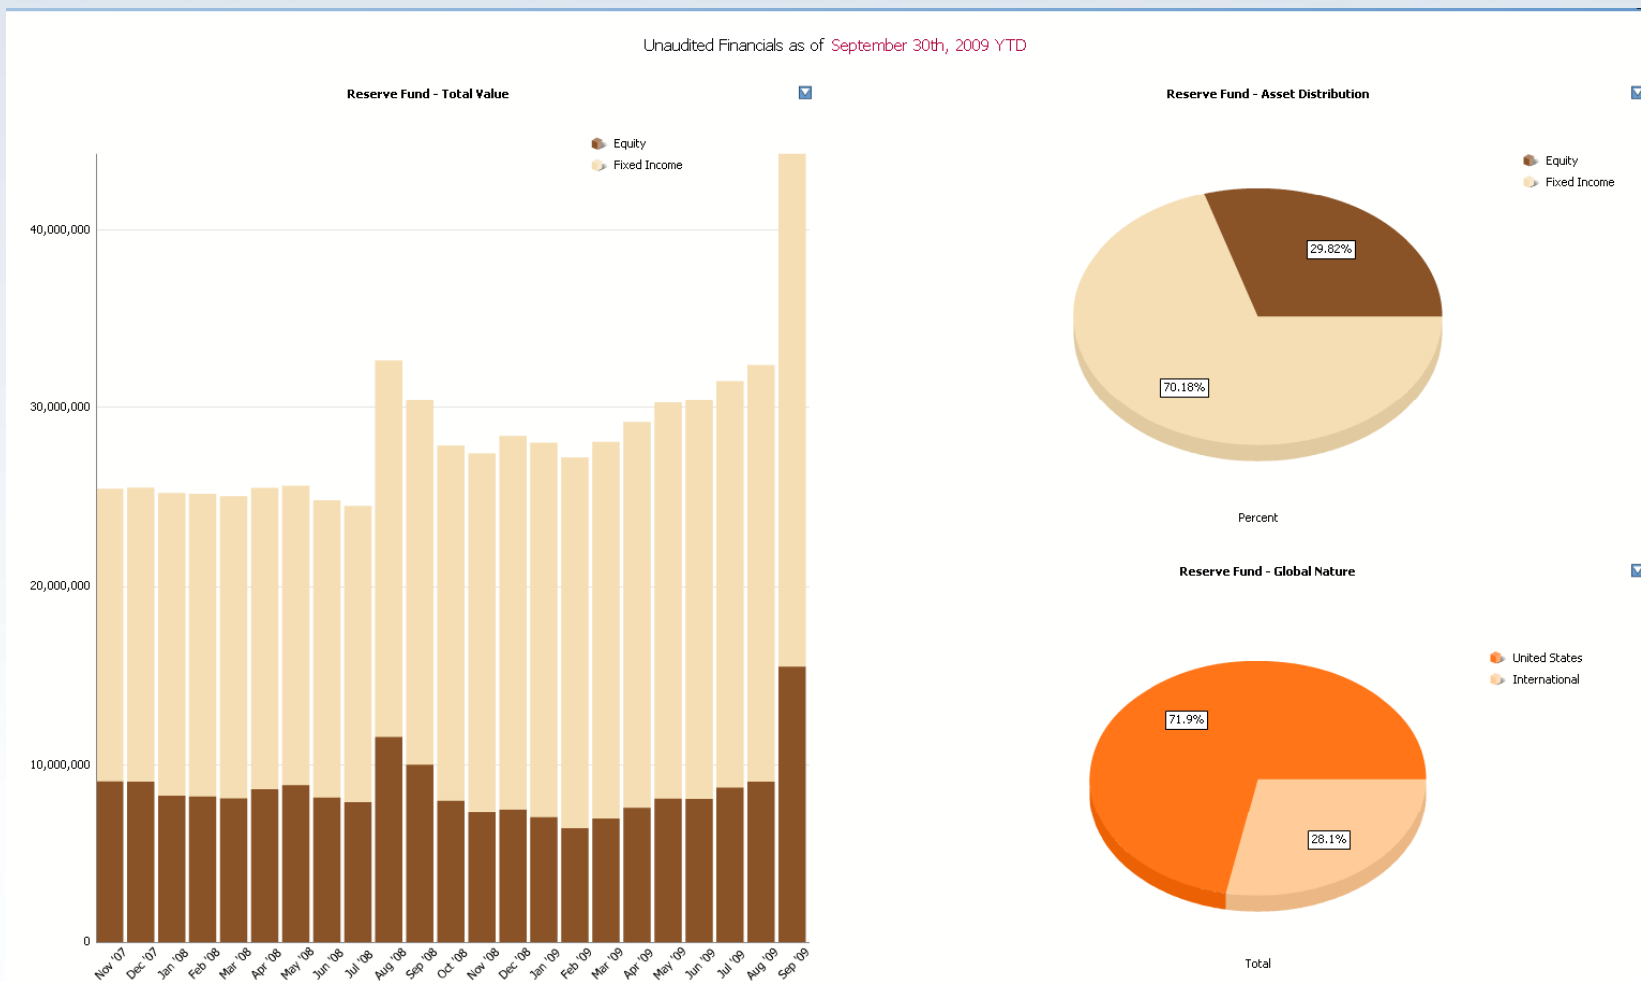 Unaudited Financials as of September 30th, 2009 YTD
Reserve Fund - Total Value
Equity
Fixed Income
40,000,000
30,000,000
20,000,000
10,000,000
0
Nov '07
Dec '07
Jan '08
Feb '08
Mar '08
Apr '08
May '08
Jun '08
Jul '08
Aug '08
Sep '08
Oct '08
Nov '08
Dec '08
Jan '09
Feb '09
Mar '09
Apr '09
May '09
Jun '09
Jul '09
Aug '09
Sep '09
Reserve Fund - Asset Distribution
Equity
Fixed Income
29.82%
70.18%
Percent
Reserve Fund - Global Nature
United States
International
71.9%
28.1%
Total